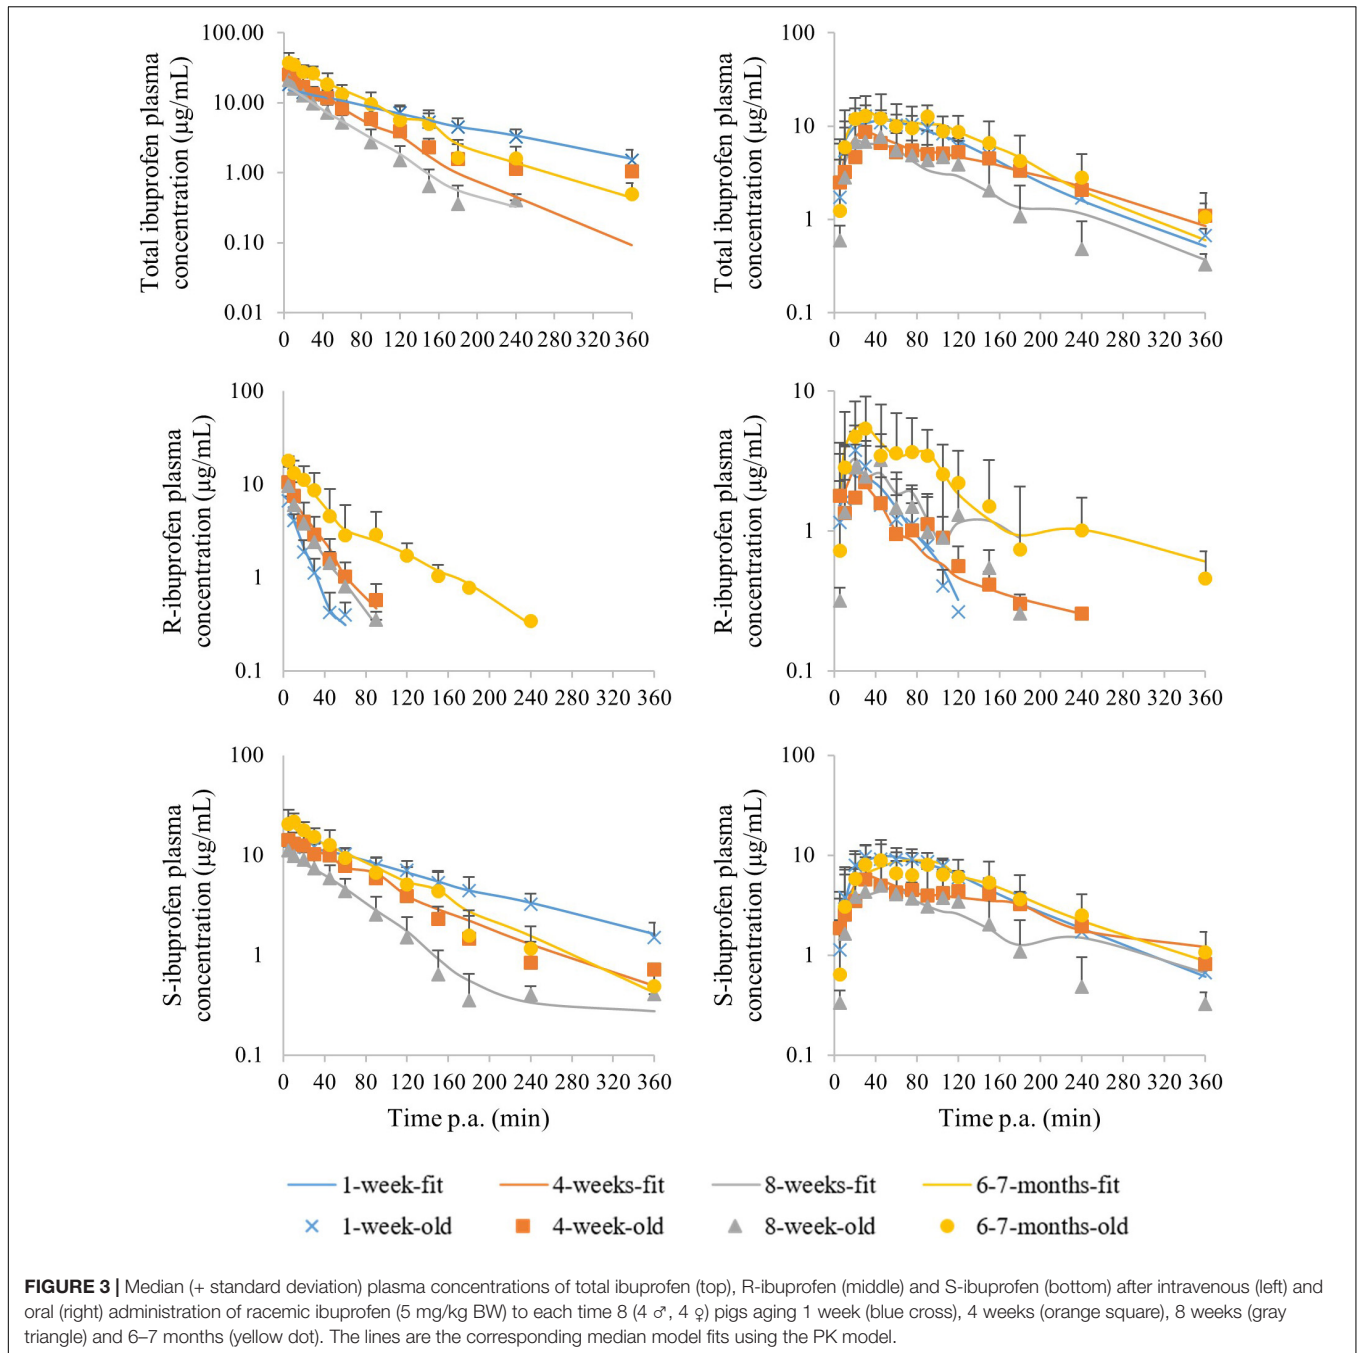 Total ibuprofen plasma
concentration (µg/mL)
100.00
10.00
1.00
0.10
0.01
0 40 80 120 160 200 240 280 320 360
Total ibuprofen plasma
concentration (µg/mL)
100
10
1
0.1
0 40 80 120 160 200 240 280 320 360
R-ibuprofen plasma
concentration (µg/mL)
100
10
1
0.1
0 40 80 120 160 200 240 280 320 360
R-ibuprofen plasma
concentration (µg/mL)
10
1
0.1
0 40 80 120 160 200 240 280 320 360
S-ibuprofen plasma
concentration (µg/mL)
100
10
1
0.1
0 40 80 120 160 200 240 280 320 360
Time p.a. (min)
S-ibuprofen plasma
concentration (µg/mL)
100
10
1
0.1
0 40 80 120 160 200 240 280 320 360
Time p.a. (min)
1-week-fit 4-weeks-fit 8-weeks-fit 6-7-months-fit
1-week-old 4-week-old 8-week-old 6-7-months-old
FIGURE 3 | Median (+ standard deviation) plasma concentrations of total ibuprofen (top), R-ibuprofen (middle) and S-ibuprofen (bottom) after intravenous (left) and
oral (right) administration of racemic ibuprofen (5 mg/kg BW) to each time 8 (4 ♂, 4 ♀) pigs aging 1 week (blue cross), 4 weeks (orange square), 8 weeks (gray
triangle) and 6–7 months (yellow dot). The lines are the corresponding median model fits using the PK model.